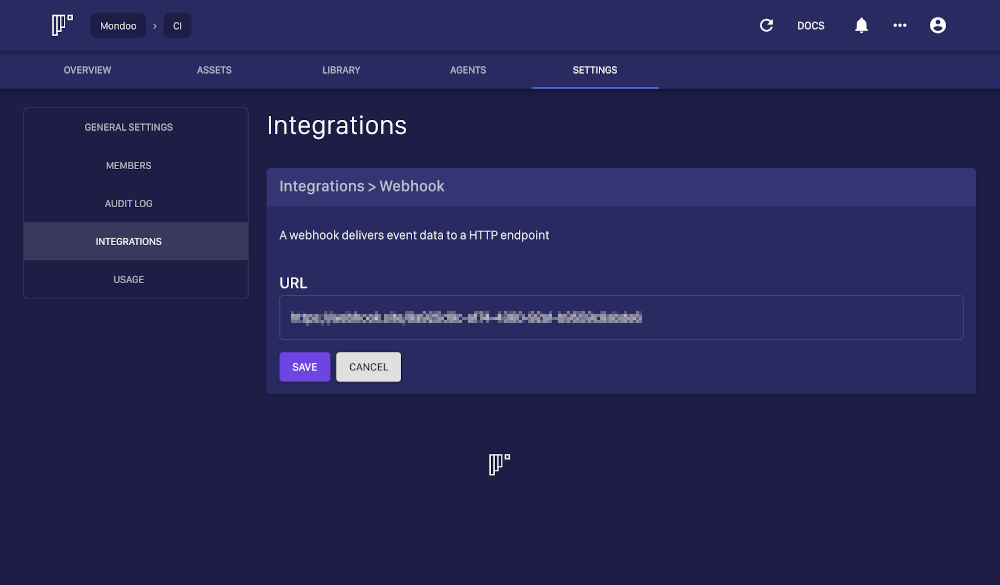 Mondoo › CI
DOCS
OVERVIEW ASSETS LIBRARY AGENTS SETTINGS
GENERAL SETTINGS
MEMBERS
AUDIT LOG
INTEGRATIONS
USAGE
Integrations
Integrations > Webhook
A webhook delivers event data to a HTTP endpoint
URL
SAVE CANCEL